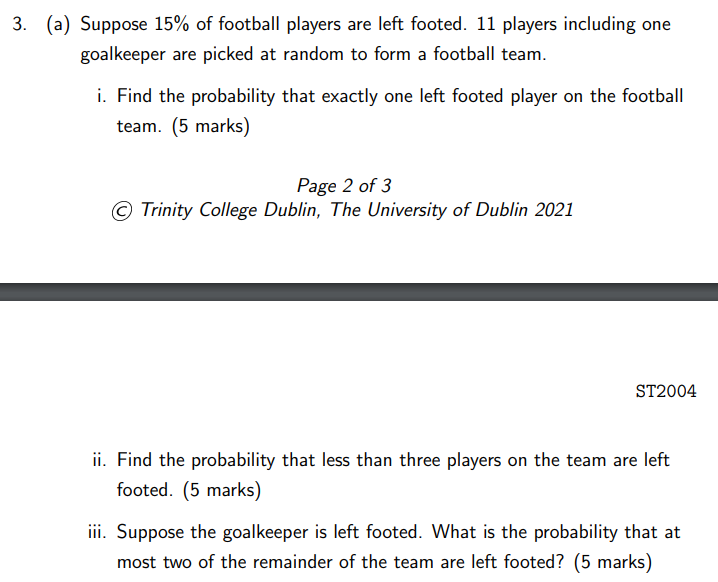 3. (a) Suppose 15% of football players are left footed. 11 players including one
goalkeeper are picked at random to form a football team.
i. Find the probability that exactly one left footed player on the football
team. (5 marks)
Page 2 of 3
© Trinity College Dublin, The University of Dublin 2021
ST2004
ii. Find the probability that less than three players on the team are left
footed. (5 marks)
iii. Suppose the goalkeeper is left footed. What is the probability that at
most two of the remainder of the team are left footed? (5 marks)